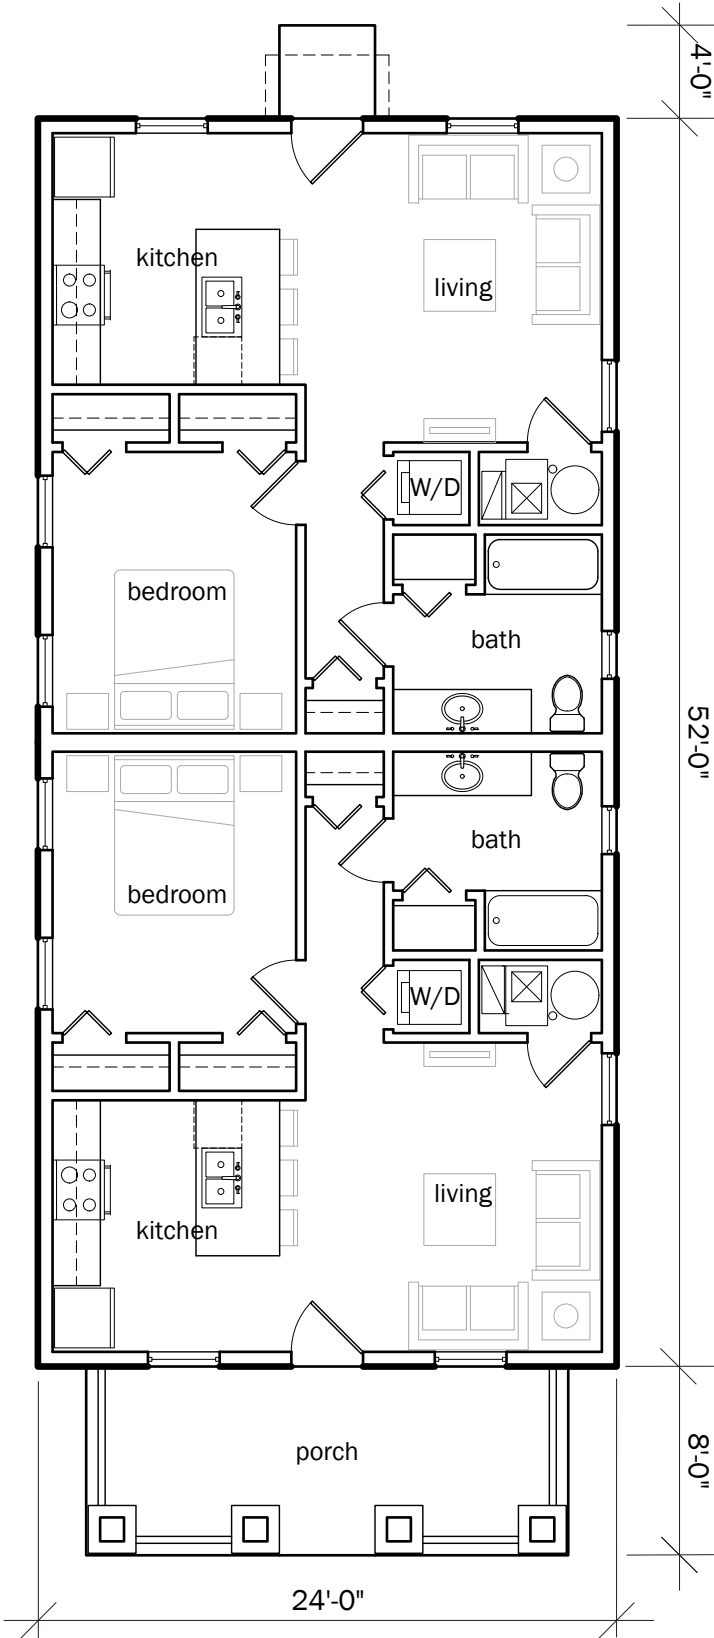 4'-0"
kitchen
living
W/D
bedroom
bath
52'-0"
bath
bedroom
W/D
living
kitchen
porch
8'-0"
24'-0"